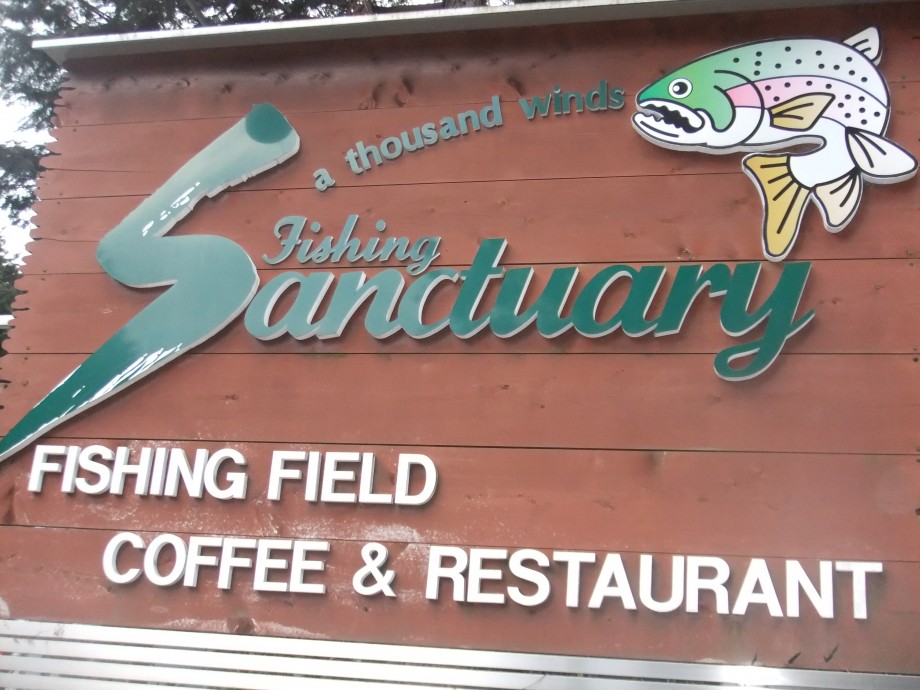 a thousand winds
Fishing
Sanctuary
FISHING FIELD
COFFEE & RESTAURANT